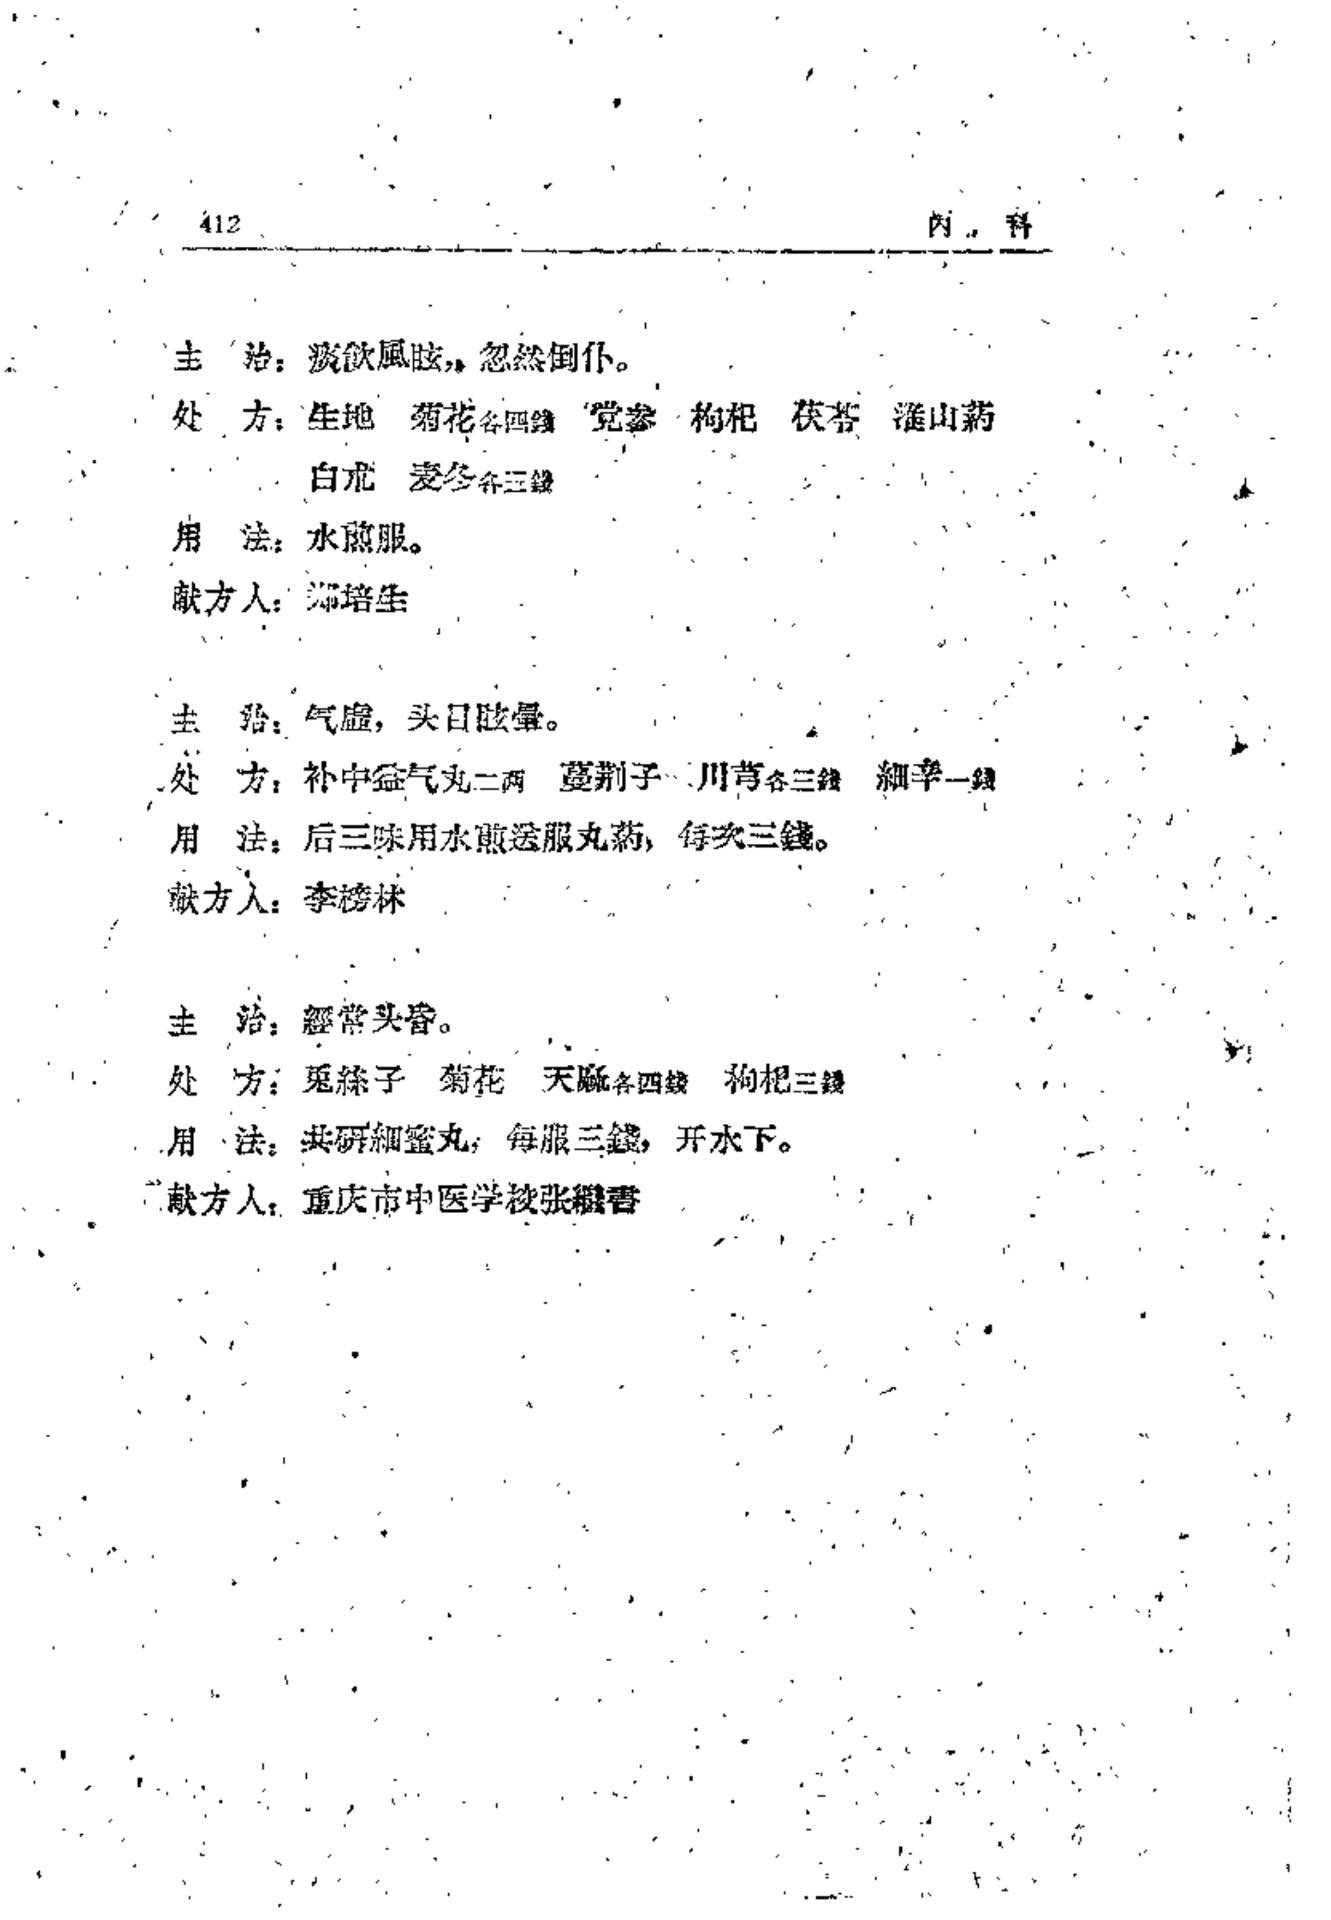 412 内 科
主 治：痰飲風眩，忽然倒仆。
处 方：生地 菊花各四錢 党参 枸杞 茯苓 淮山葯
白朮 麦冬各三錢
用 法：水煎服。
献方人：郑培生
主 治：气虛，头目眩暈。
处 方：补中益气丸二两 蔓荆子 川芎各三錢 細辛一錢
用 法：后三味用水煎送服丸葯，每次三錢。
献方人：李榜林
主 治：經常头昏。
处 方：兎絲子 菊花 天麻各四錢 枸杞三錢
用 法：共研細蜜丸，每服三錢，开水下。
献方人：重庆市中医学校张繼書